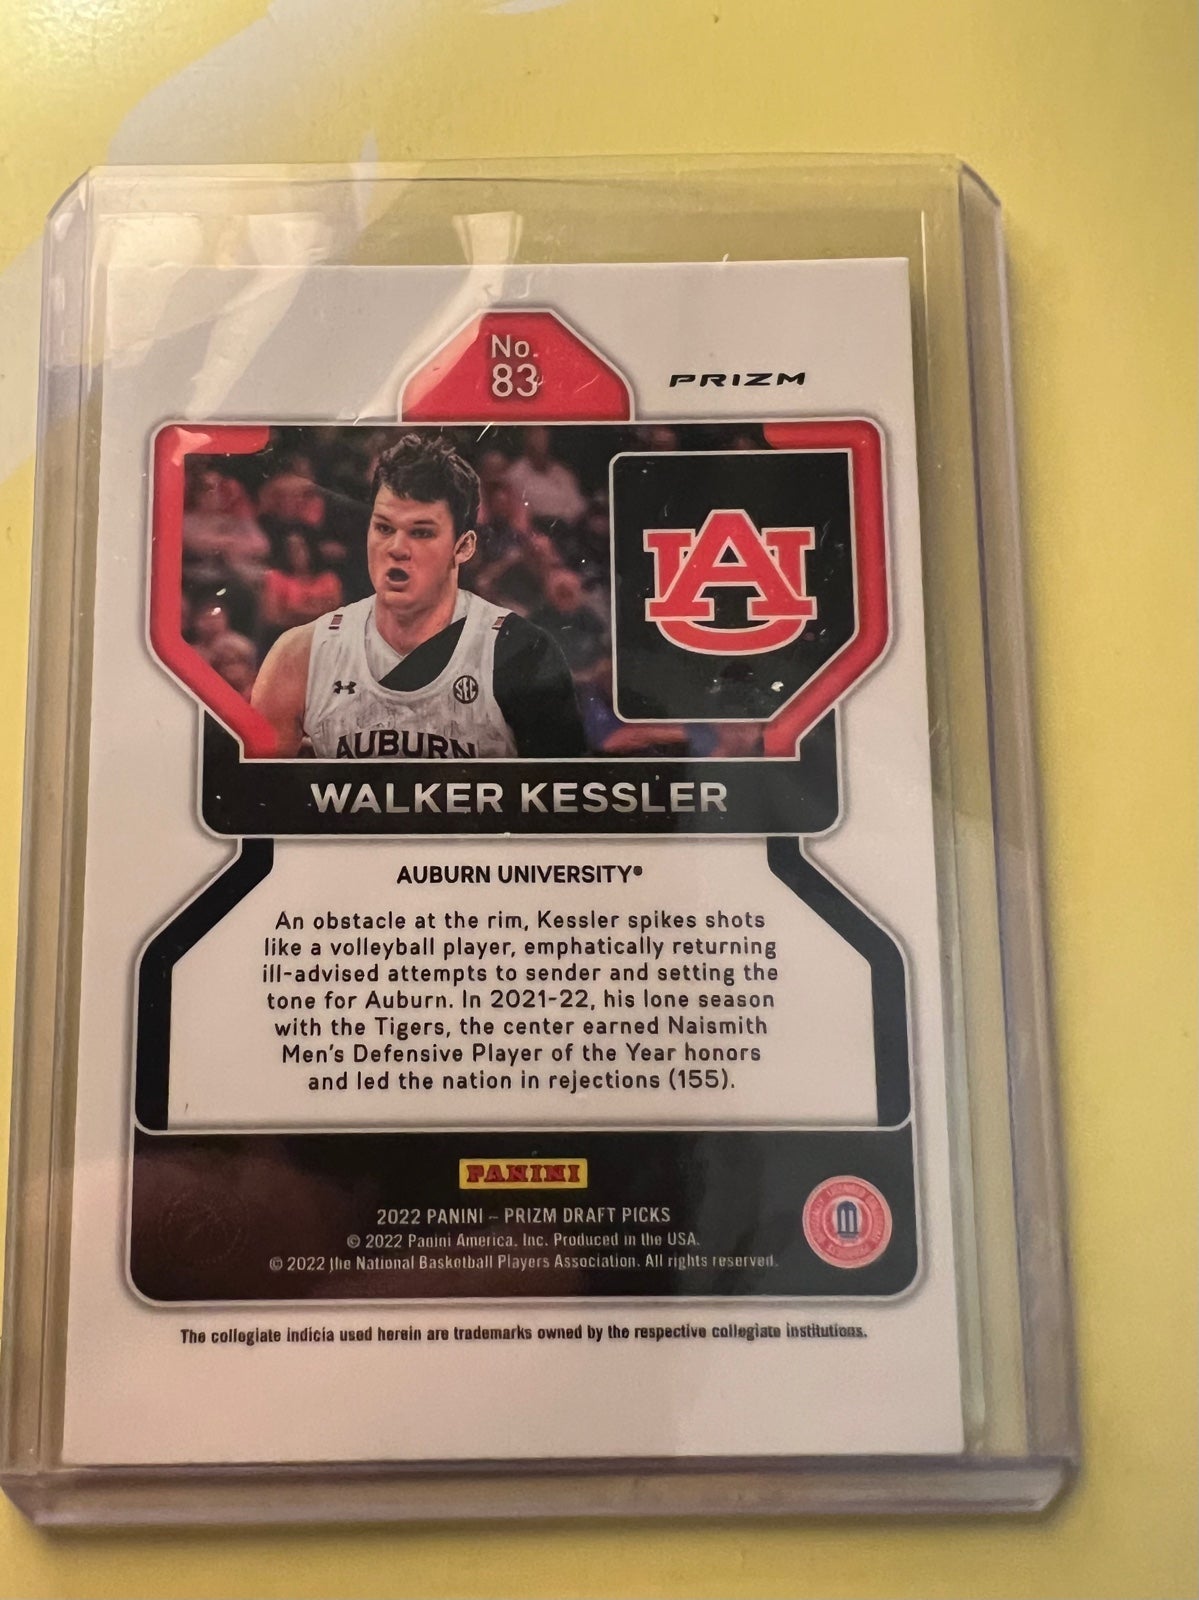 No.
83
PRIZM
AU
SEC
AUBURN
WALKER KESSLER
AUBURN UNIVERSITY®
An obstacle at the rim, Kessler spikes shots
like a volleyball player, emphatically returning
ill-advised attempts to sender and setting the
tone for Auburn. In 2021-22, his lone season
with the Tigers, the center earned Naismith
Men's Defensive Player of the Year honors
and led the nation in rejections (155).
PANINI
2022 PANINI – PRIZM DRAFT PICKS
© 2022 Panini America, Inc. Produced in the USA.
© 2022 the National Basketball Players Association. All rights reserved.
The collegiate indicia used herein are trademarks owned by the respective collegiate institutions.